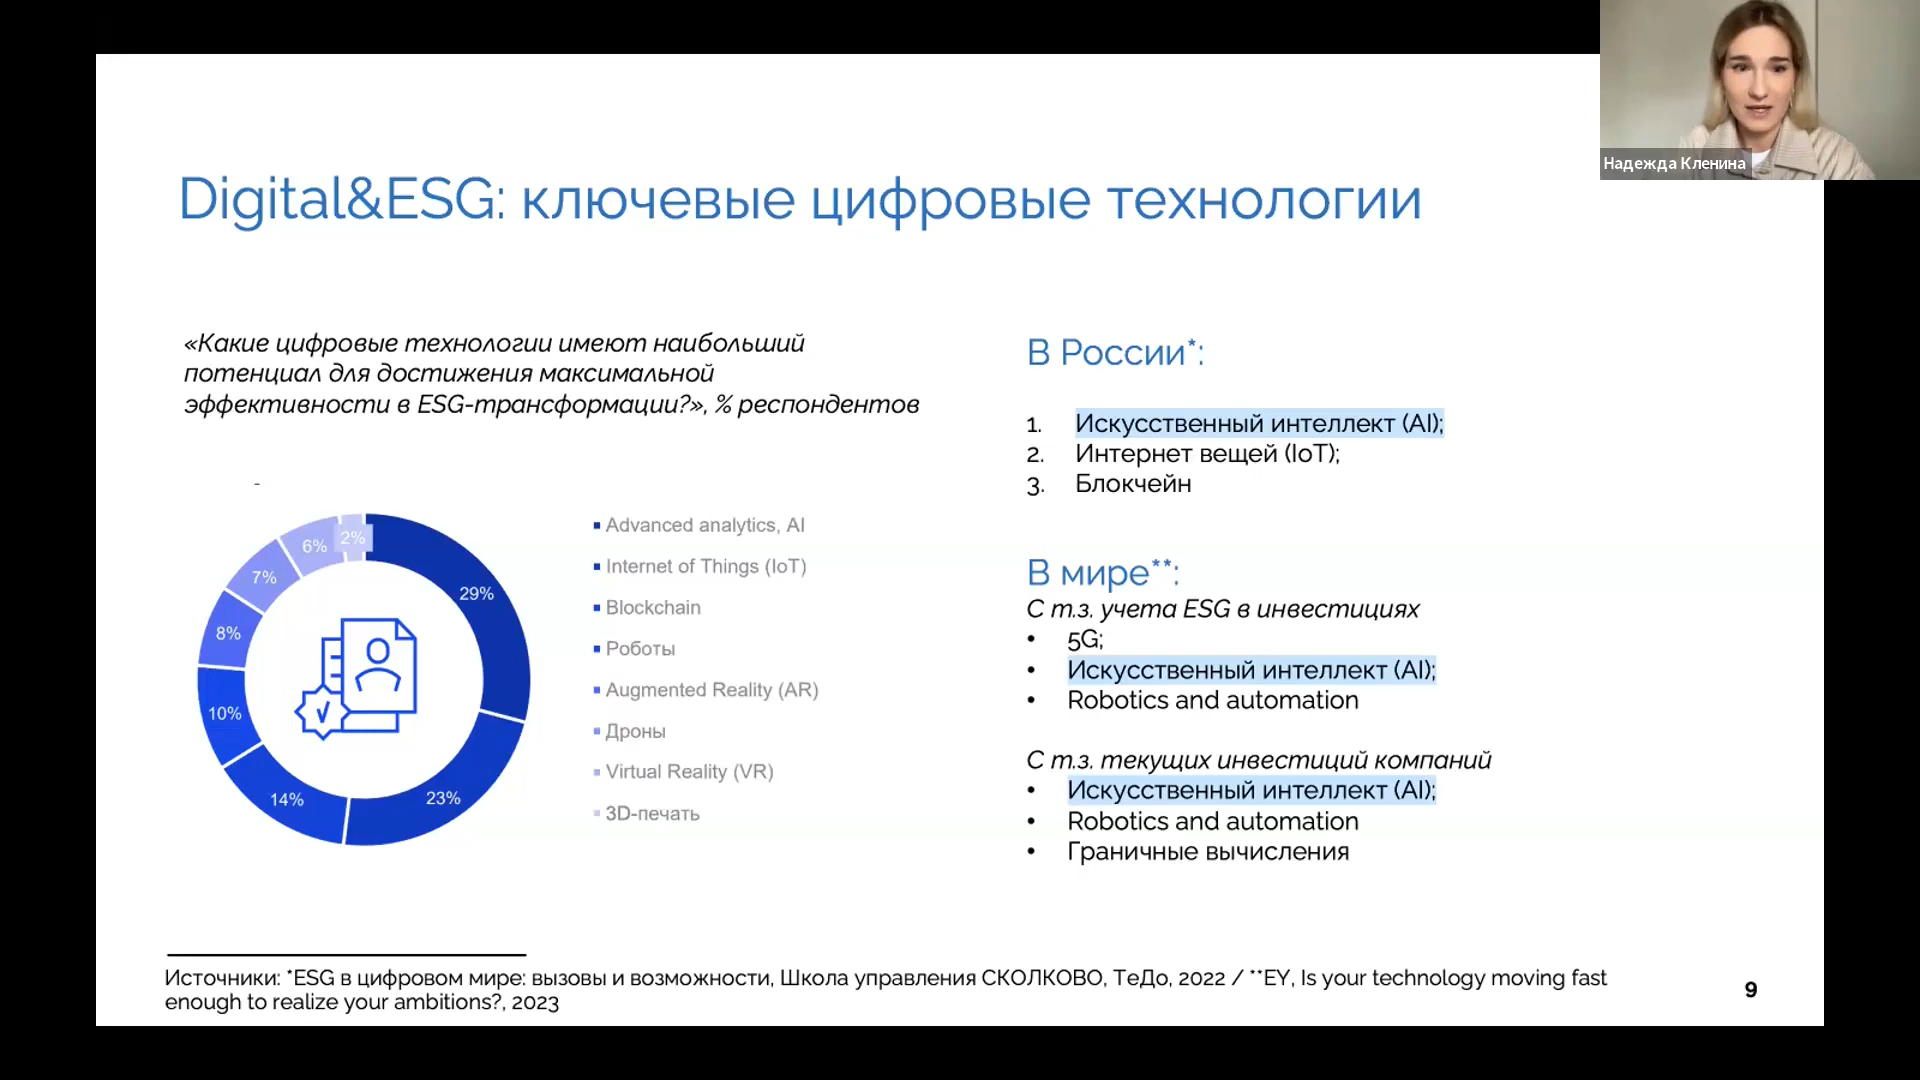 Надежда Кленина
Digital&ESG: ключевые цифровые технологии
«Какие цифровые технологии имеют наибольший
потенциал для достижения максимальной
эффективности в ESG-трансформации?», % респондентов
29%
23%
14%
10%
8%
7%
6%
2%
Advanced analytics, AI
Internet of Things (IoT)
Blockchain
Роботы
Augmented Reality (AR)
Дроны
Virtual Reality (VR)
3D-печать
В России*:
1. Искусственный интеллект (AI);
2. Интернет вещей (IoT);
3. Блокчейн
В мире**:
С т.з. учета ESG в инвестициях
• 5G;
• Искусственный интеллект (AI);
• Robotics and automation
С т.з. текущих инвестиций компаний
• Искусственный интеллект (AI);
• Robotics and automation
• Граничные вычисления
Источники: *ESG в цифровом мире: вызовы и возможности, Школа управления СКОЛКОВО, ТеДо, 2022 / **EY, Is your technology moving fast
enough to realize your ambitions?, 2023
9